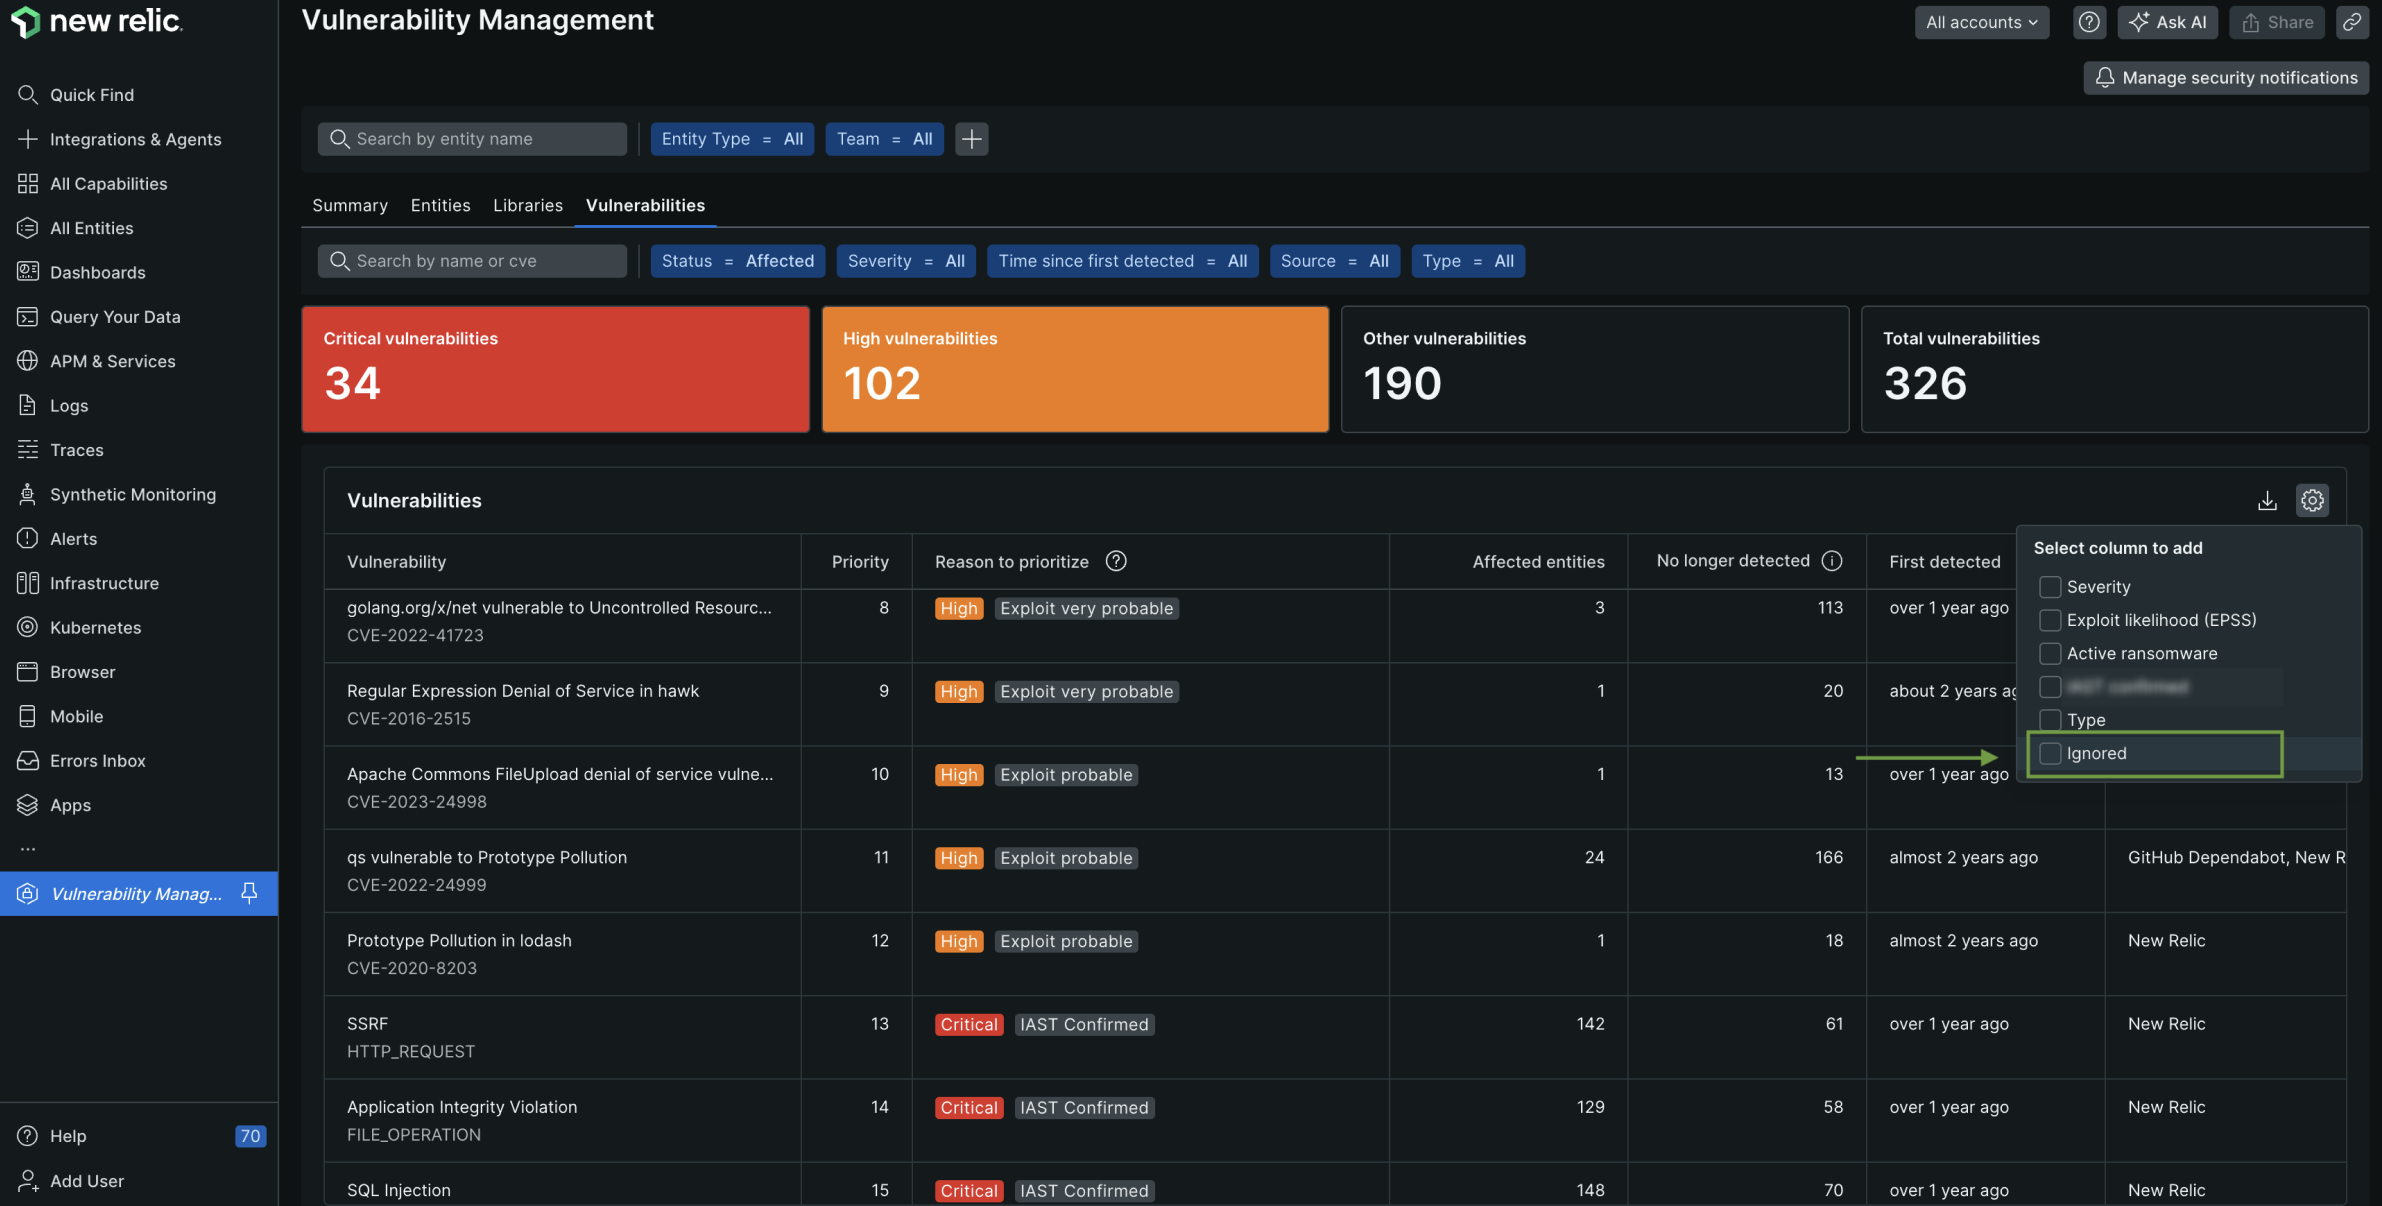 new relic.
Vulnerability Management
All accounts
Ask AI
Share
Manage security notifications
Quick Find
Integrations & Agents
All Capabilities
All Entities
Dashboards
Query Your Data
APM & Services
Logs
Traces
Synthetic Monitoring
Alerts
Infrastructure
Kubernetes
Browser
Mobile
Errors Inbox
Apps
...
Vulnerability Manag...
Help 70
Add User
Search by entity name
Entity Type = All
Team = All
Summary Entities Libraries Vulnerabilities
Search by name or cve
Status = Affected
Severity = All
Time since first detected = All
Source = All
Type = All
Critical vulnerabilities
34
High vulnerabilities
102
Other vulnerabilities
190
Total vulnerabilities
326
Vulnerabilities
Vulnerability Priority Reason to prioritize Affected entities No longer detected First detected
golang.org/x/net vulnerable to Uncontrolled Resourc... 8 High Exploit very probable 3 113 over 1 year ago
CVE-2022-41723
Regular Expression Denial of Service in hawk 9 High Exploit very probable 1 20 about 2 years
CVE-2016-2515
Apache Commons FileUpload denial of service vulne... 10 High Exploit probable 1 13 over 1 year ago
CVE-2023-24998
qs vulnerable to Prototype Pollution 11 High Exploit probable 24 166 almost 2 years ago GitHub Dependabot, New R
CVE-2022-24999
Prototype Pollution in lodash 12 High Exploit probable 1 18 almost 2 years ago New Relic
CVE-2020-8203
SSRF 13 Critical IAST Confirmed 142 61 over 1 year ago New Relic
HTTP_REQUEST
Application Integrity Violation 14 Critical IAST Confirmed 129 58 over 1 year ago New Relic
FILE_OPERATION
SQL Injection 15 Critical IAST Confirmed 148 70 over 1 year ago New Relic
Select column to add
Severity
Exploit likelihood (EPSS)
Active ransomware
Type
Ignored